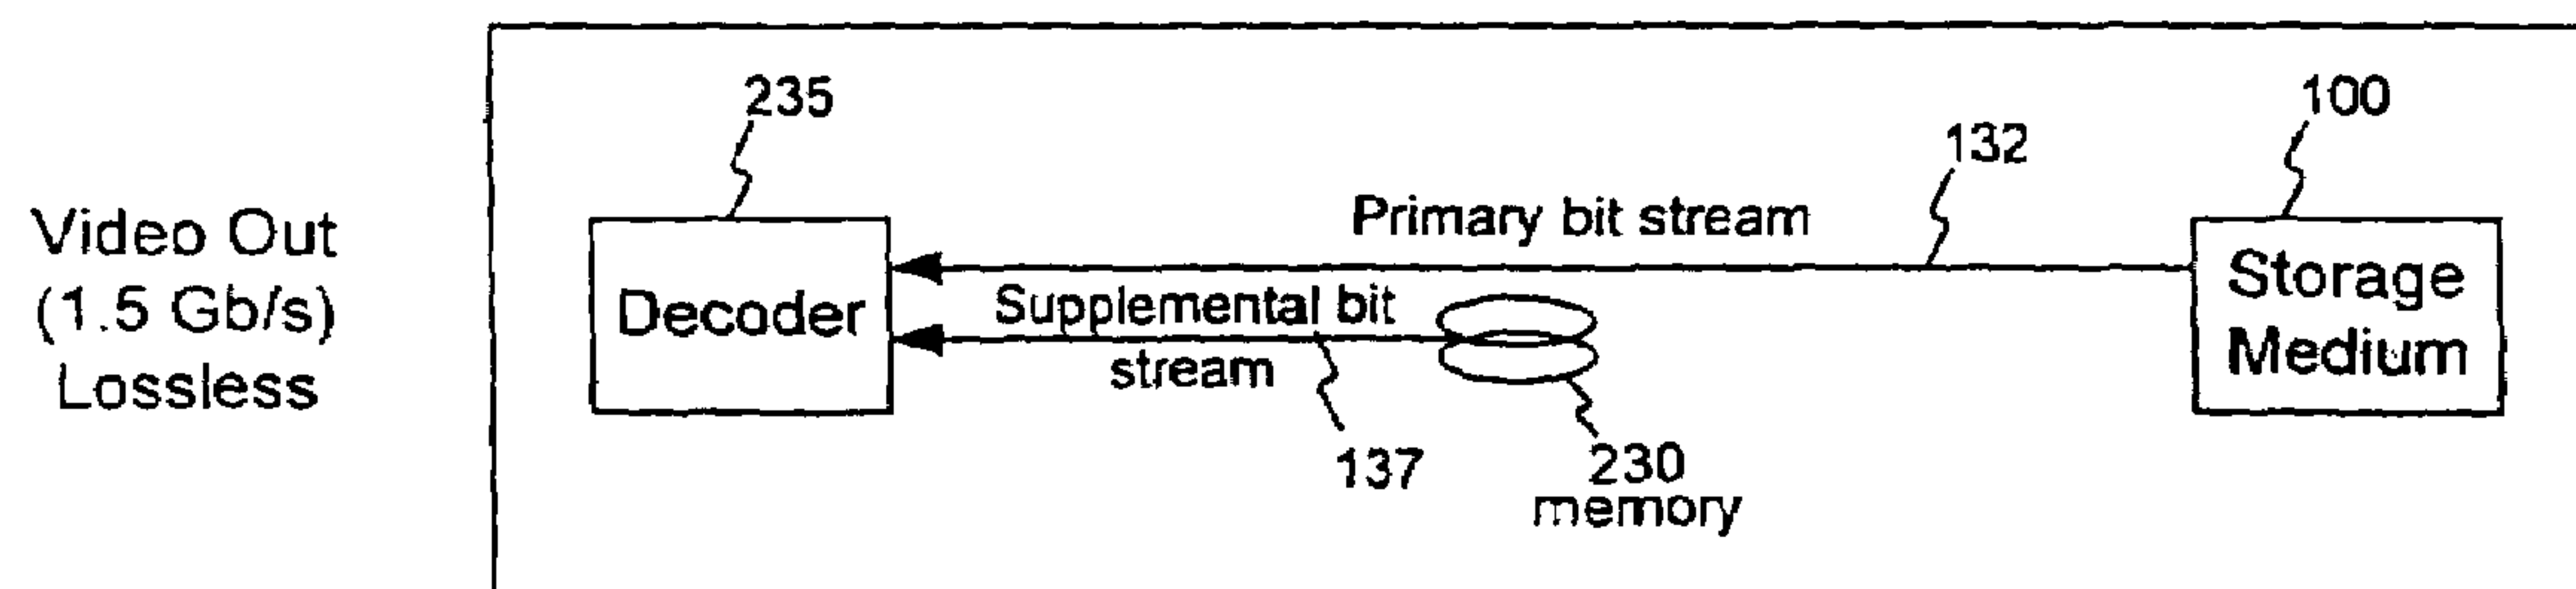 Video Out
(1.5 Gb/s)
Lossless
235
Decoder
Primary bit stream
132
100
Storage
Medium
Supplemental bit
stream
137
230
memory